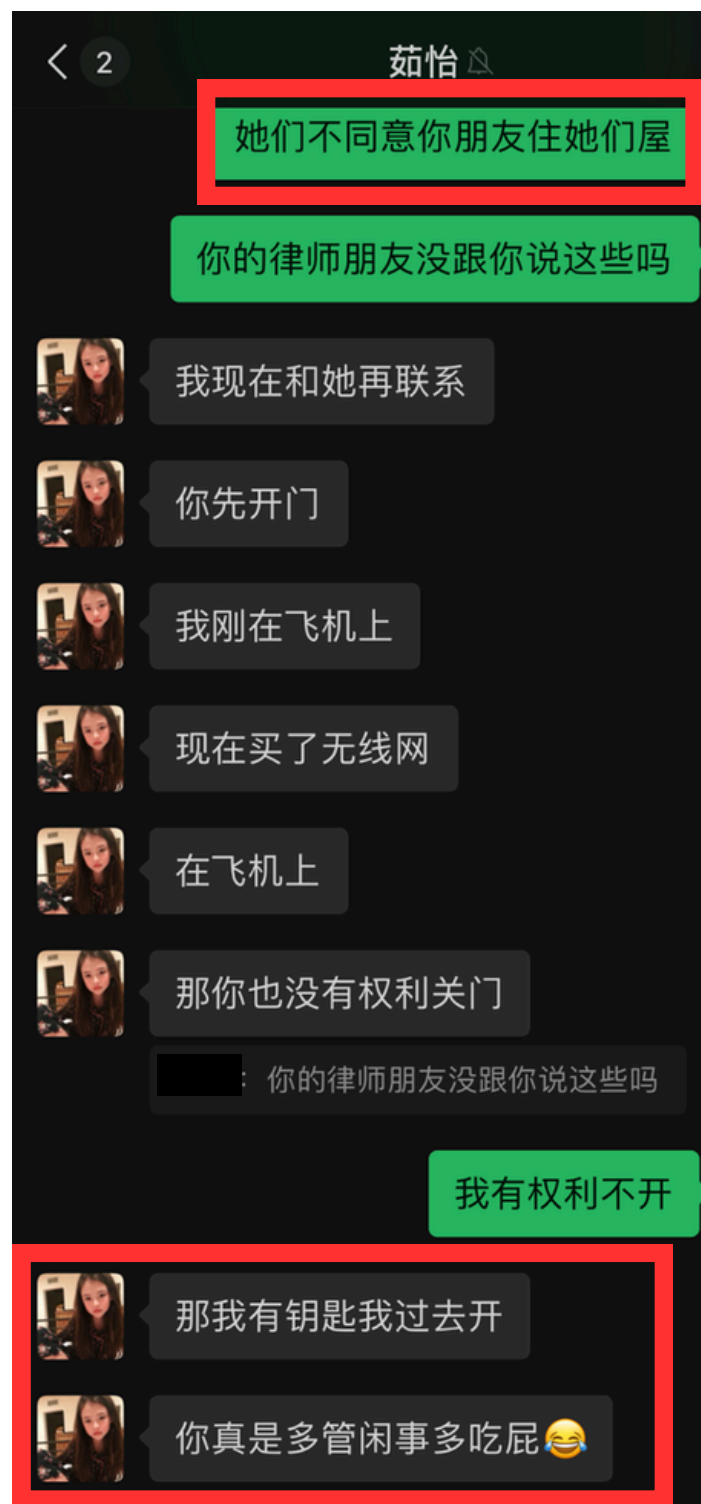 2
茹怡
她们不同意你朋友住她们屋
你的律师朋友没跟你说这些吗
我现在和她再联系
你先开门
我刚在飞机上
现在买了无线网
在飞机上
那你也没有权利关门
: 你的律师朋友没跟你说这些吗
我有权利不开
那我有钥匙我过去开
你真是多管闲事多吃屁😂